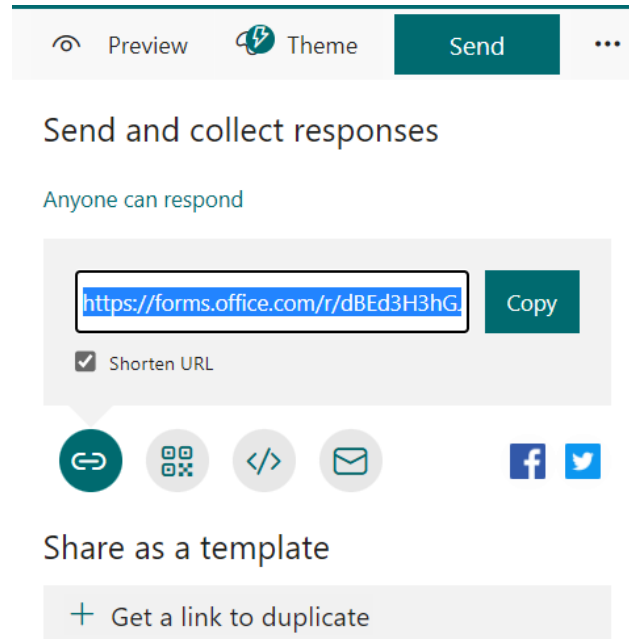 Preview Theme Send
Send and collect responses
Anyone can respond
https://forms.office.com/r/dBEd3H3hG
Copy
Shorten URL
Share as a template
Get a link to duplicate